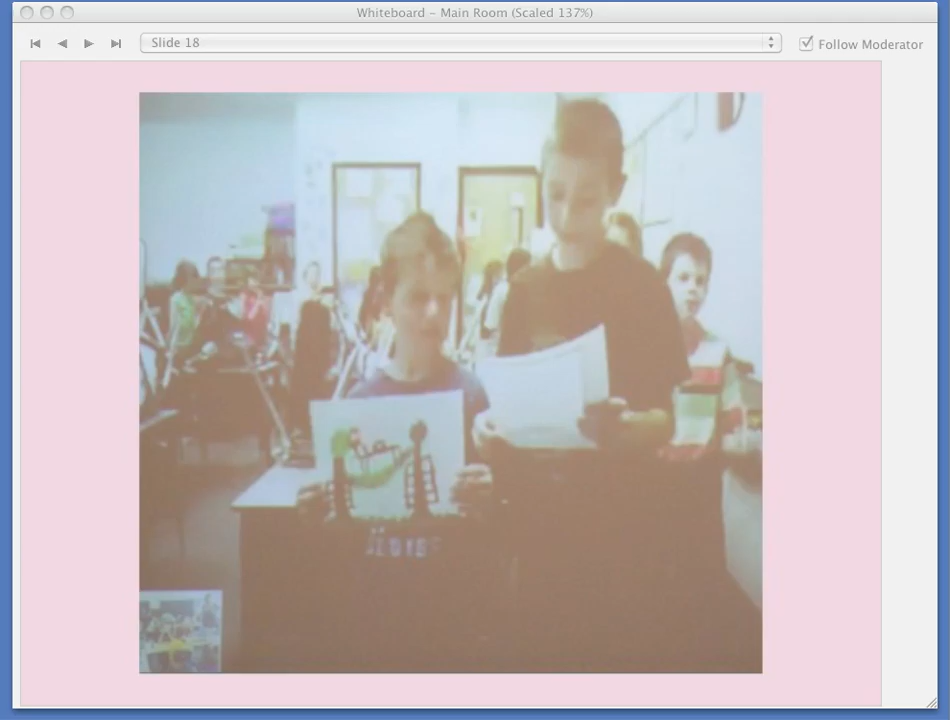 Whiteboard – Main Room (Scaled 137%)
Slide 18
Follow Moderator